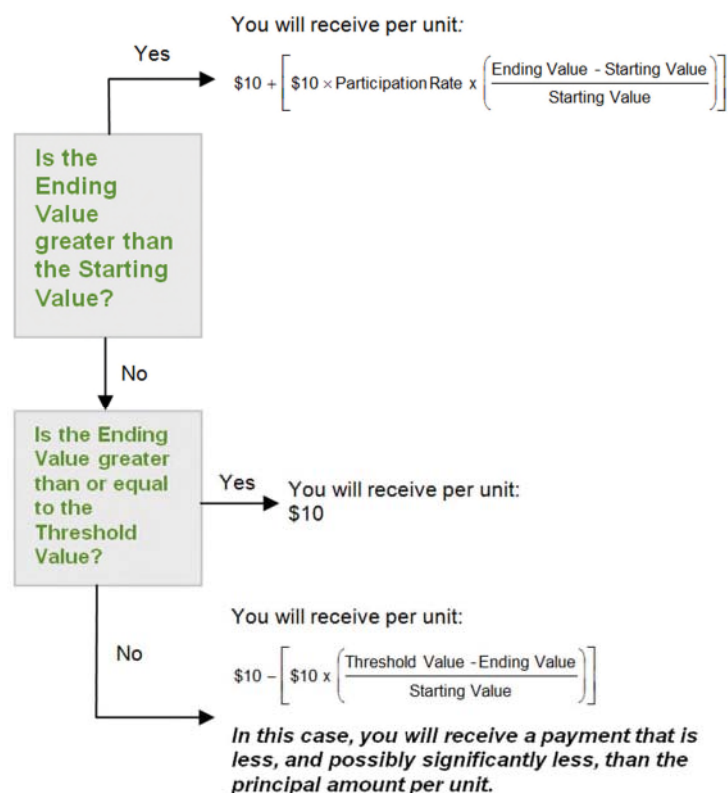 You will receive per unit:
Yes
$10 + [ $10 × Participation Rate x ( Ending Value - Starting Value / Starting Value ) ]
Is the
Ending
Value
greater than
the Starting
Value?
No
Is the Ending
Value greater
than or equal
to the
Threshold
Value?
Yes
You will receive per unit:
$10
You will receive per unit:
No
$10 – [ $10 x ( Threshold Value - Ending Value / Starting Value ) ]
In this case, you will receive a payment that is
less, and possibly significantly less, than the
principal amount per unit.